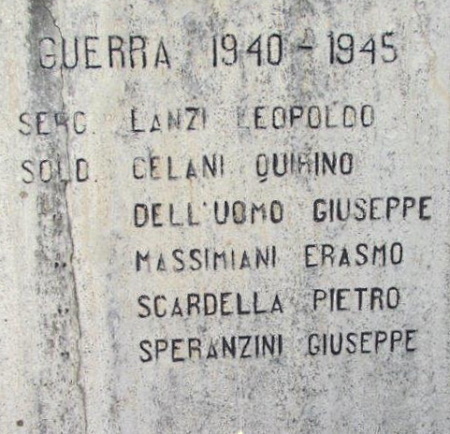 GUERRA 1940-1945
SERG. LANZI LEOPOLDO
SOLD. CELANI QUIRINO
DELL'UOMO GIUSEPPE
" MASSIMIANI ERASMO
SCARDELLA PIETRO
SPERANZINI GIUSEPPE